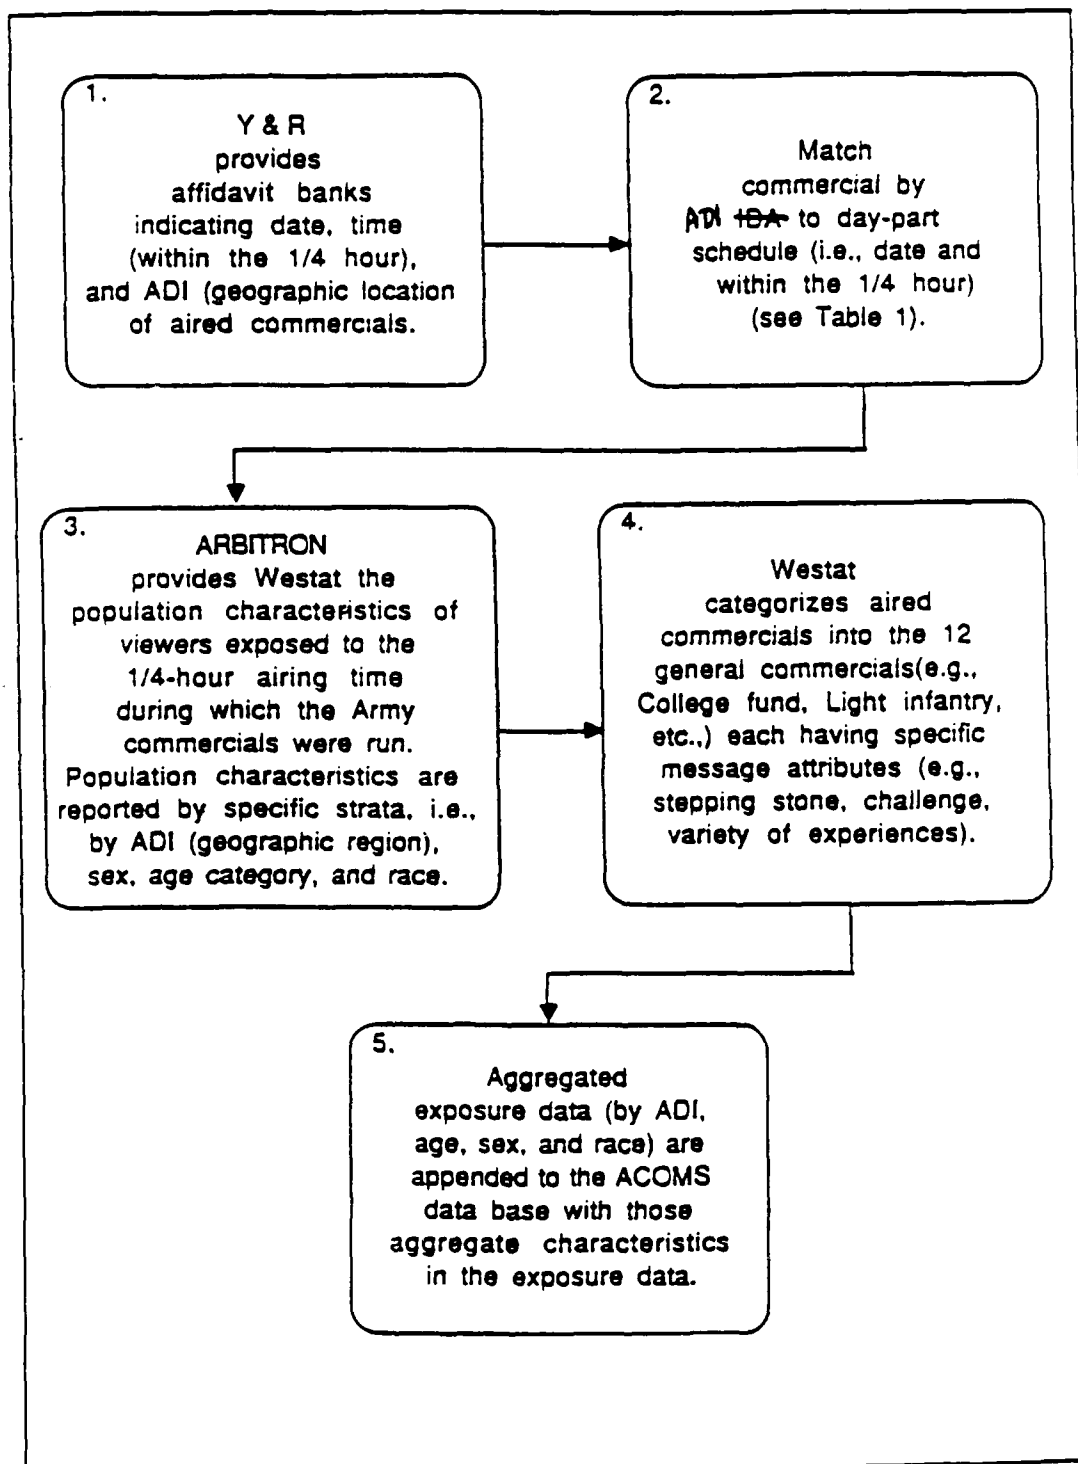 1.
Y & R
provides
affidavit banks
indicating date, time
(within the 1/4 hour),
and ADI (geographic location
of aired commercials.
2.
Match
commercial by
ADI IBA to day-part
schedule (i.e., date and
within the 1/4 hour)
(see Table 1).
3.
ARBITRON
provides Westat the
population characteristics of
viewers exposed to the
1/4-hour airing time
during which the Army
commercials were run.
Population characteristics are
reported by specific strata, i.e.,
by ADI (geographic region),
sex, age category, and race.
4.
Westat
categorizes aired
commercials into the 12
general commercials(e.g.,
College fund, Light infantry,
etc.,) each having specific
message attributes (e.g.,
stepping stone, challenge,
variety of experiences).
5.
Aggregated
exposure data (by ADI,
age, sex, and race) are
appended to the ACOMS
data base with those
aggregate characteristics
in the exposure data.